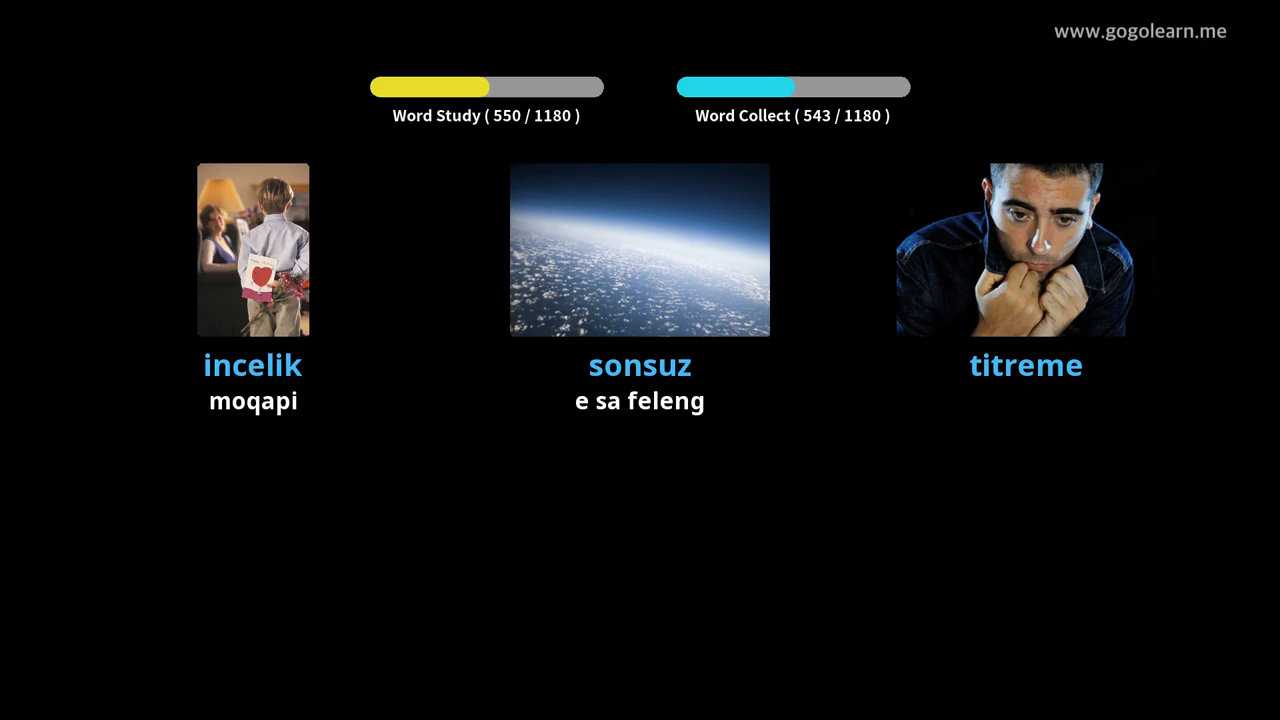 www.gogolearn.me
Word Study ( 550 / 1180 )
Word Collect ( 543 / 1180 )
incelik
moqapi
sonsuz
e sa feleng
titreme